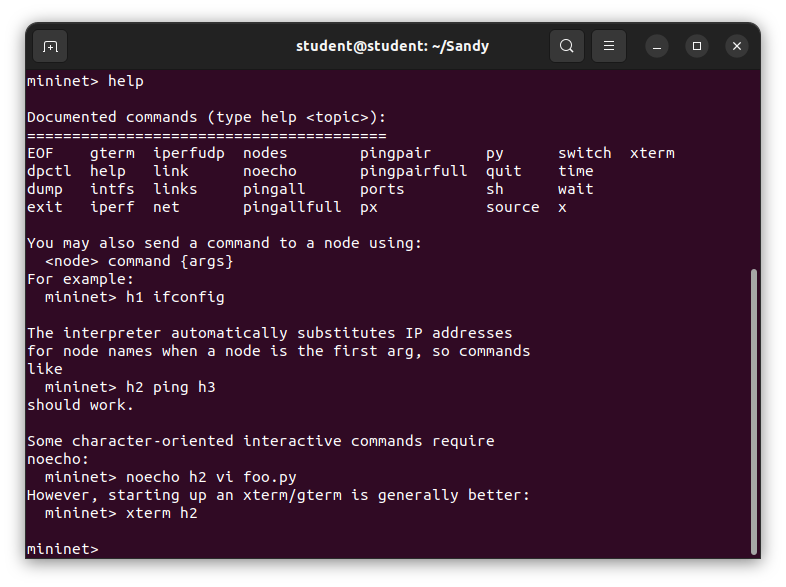 student@student: ~/Sandy
mininet> help
Documented commands (type help <topic>):
========================================
EOF    gterm  iperfudp  nodes        pingpair      py      switch  xterm
dpctl  help   link      noecho       pingpairfull  quit    time
dump   intfs  links     pingall      ports         sh      wait
exit   iperf  net       pingallfull  px            source  x
You may also send a command to a node using:
  <node> command {args}
For example:
  mininet> h1 ifconfig
The interpreter automatically substitutes IP addresses
for node names when a node is the first arg, so commands
like
  mininet> h2 ping h3
should work.
Some character-oriented interactive commands require
noecho:
  mininet> noecho h2 vi foo.py
However, starting up an xterm/gterm is generally better:
  mininet> xterm h2
mininet>